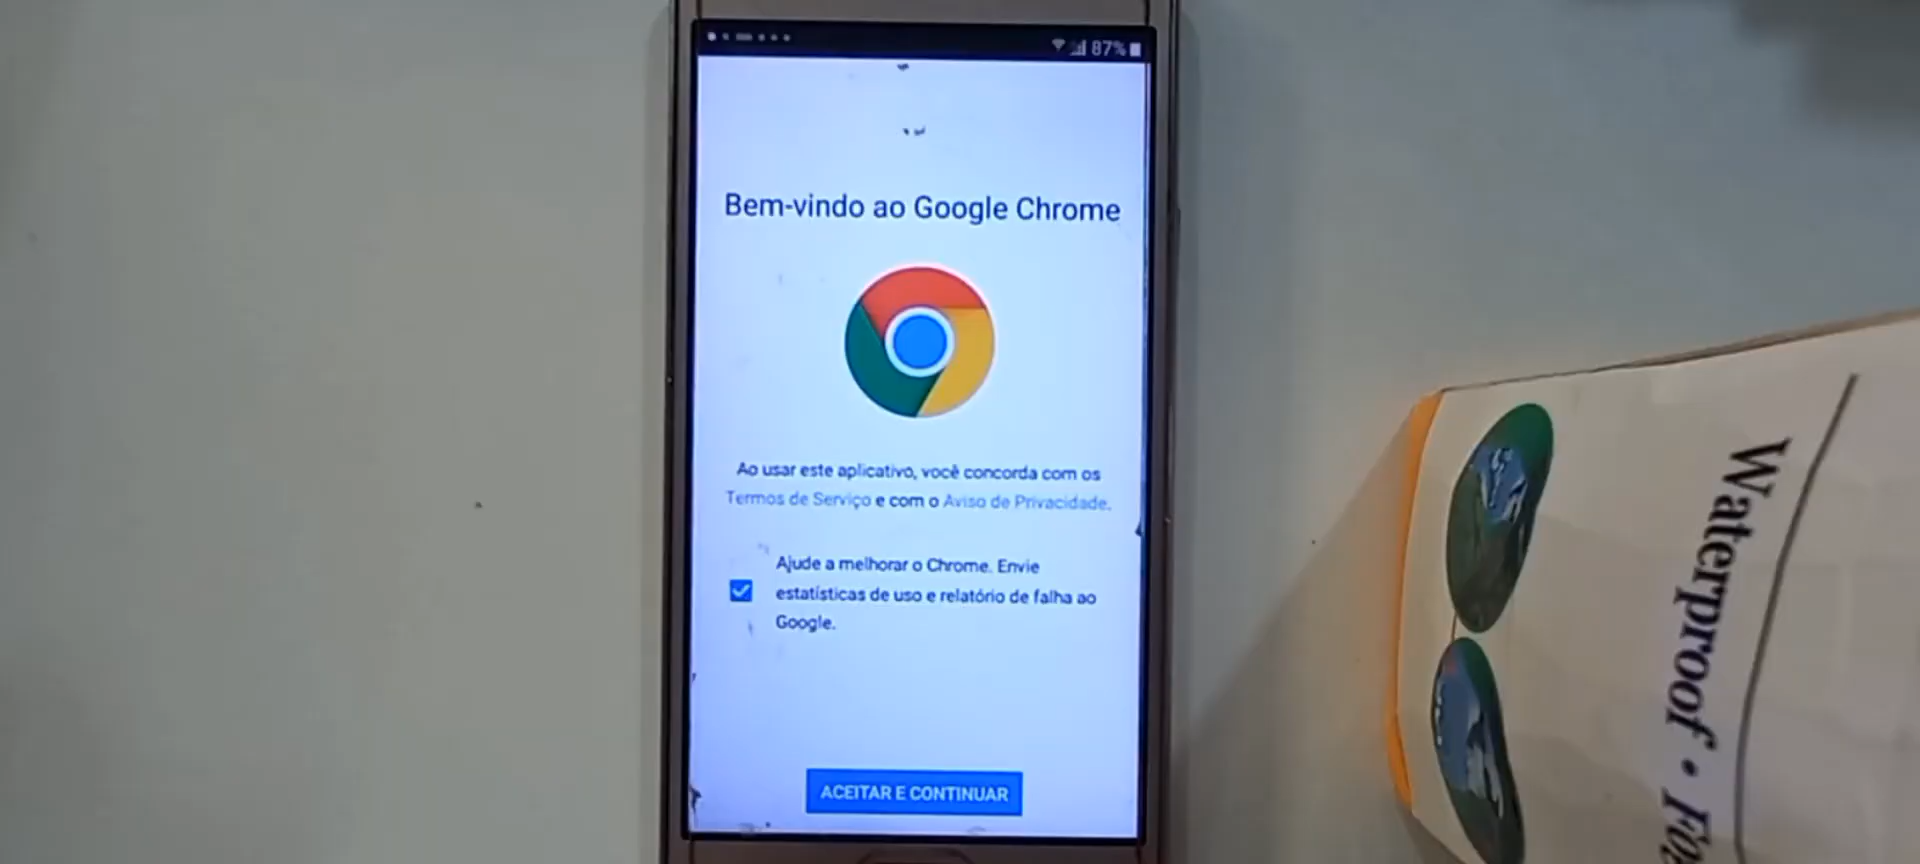 87%
Bem-vindo ao Google Chrome
Ao usar este aplicativo, você concorda com os
Termos de Serviço e com o Aviso de Privacidade.
Ajude a melhorar o Chrome. Envie
estatísticas de uso e relatório de falha ao
Google.
ACEITAR E CONTINUAR
Waterproof •